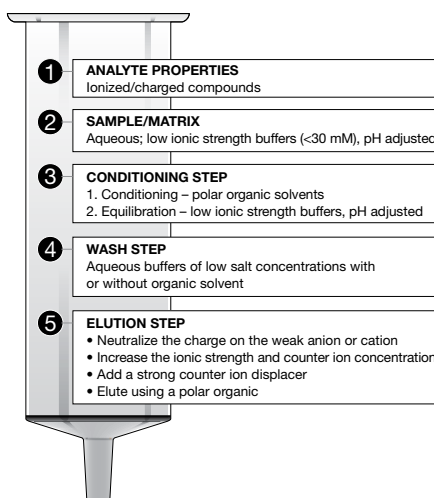 1
ANALYTE PROPERTIES
Ionized/charged compounds
2
SAMPLE/MATRIX
Aqueous; low ionic strength buffers (<30 mM), pH adjusted
3
CONDITIONING STEP
1. Conditioning – polar organic solvents
2. Equilibration – low ionic strength buffers, pH adjusted
4
WASH STEP
Aqueous buffers of low salt concentrations with
or without organic solvent
5
ELUTION STEP
• Neutralize the charge on the weak anion or cation
• Increase the ionic strength and counter ion concentration
• Add a strong counter ion displacer
• Elute using a polar organic